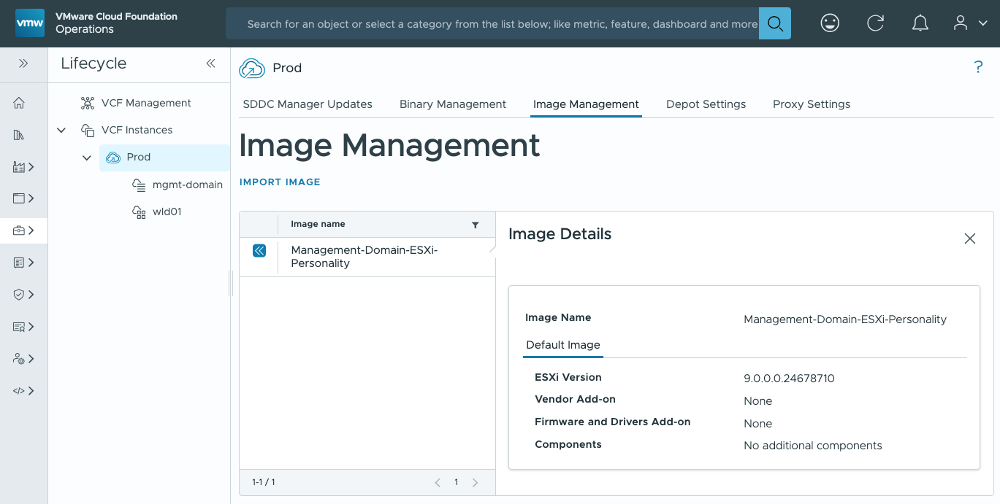 vmw
VMware Cloud Foundation
Operations
Search for an object or select a category from the list below; like metric, feature, dashboard and more
Lifecycle
VCF Management
VCF Instances
Prod
mgmt-domain
wld01
Prod
?
SDDC Manager Updates
Binary Management
Image Management
Depot Settings
Proxy Settings
Image Management
IMPORT IMAGE
Image name
Management-Domain-ESXi-
Personality
1-1 / 1
1
Image Details
Image Name
Management-Domain-ESXi-Personality
Default Image
ESXi Version
9.0.0.0.24678710
Vendor Add-on
None
Firmware and Drivers Add-on
None
Components
No additional components